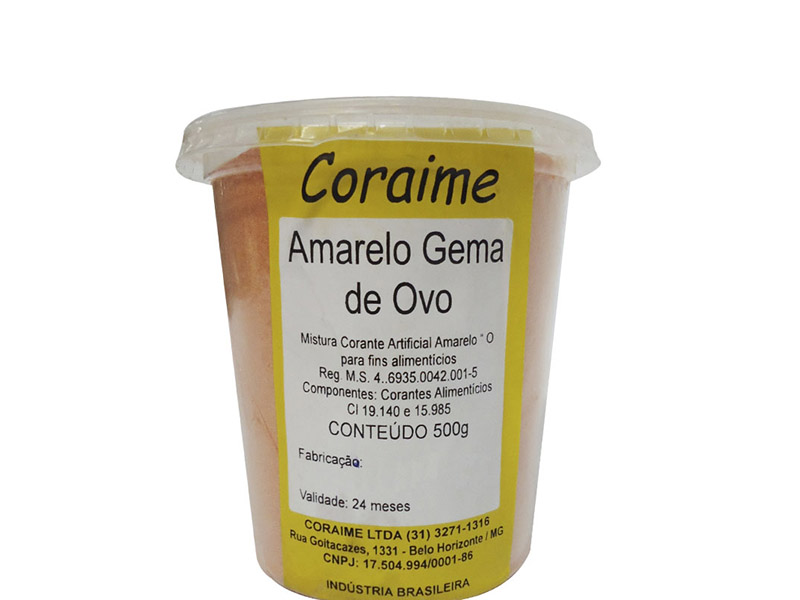 Coraime
Amarelo Gema
de Ovo
Mistura Corante Artificial Amarelo " O
para fins alimentícios
Reg. M.S. 4..6935.0042.001-5
Componentes: Corantes Alimentícios
CI 19.140 e 15.985
CONTEÚDO 500g
Fabricação:
Validade: 24 meses
CORAIME LTDA (31) 3271-1316
Rua Goitacazes, 1331 - Belo Horizonte / MG
CNPJ: 17.504.994/0001-86
INDÚSTRIA BRASILEIRA